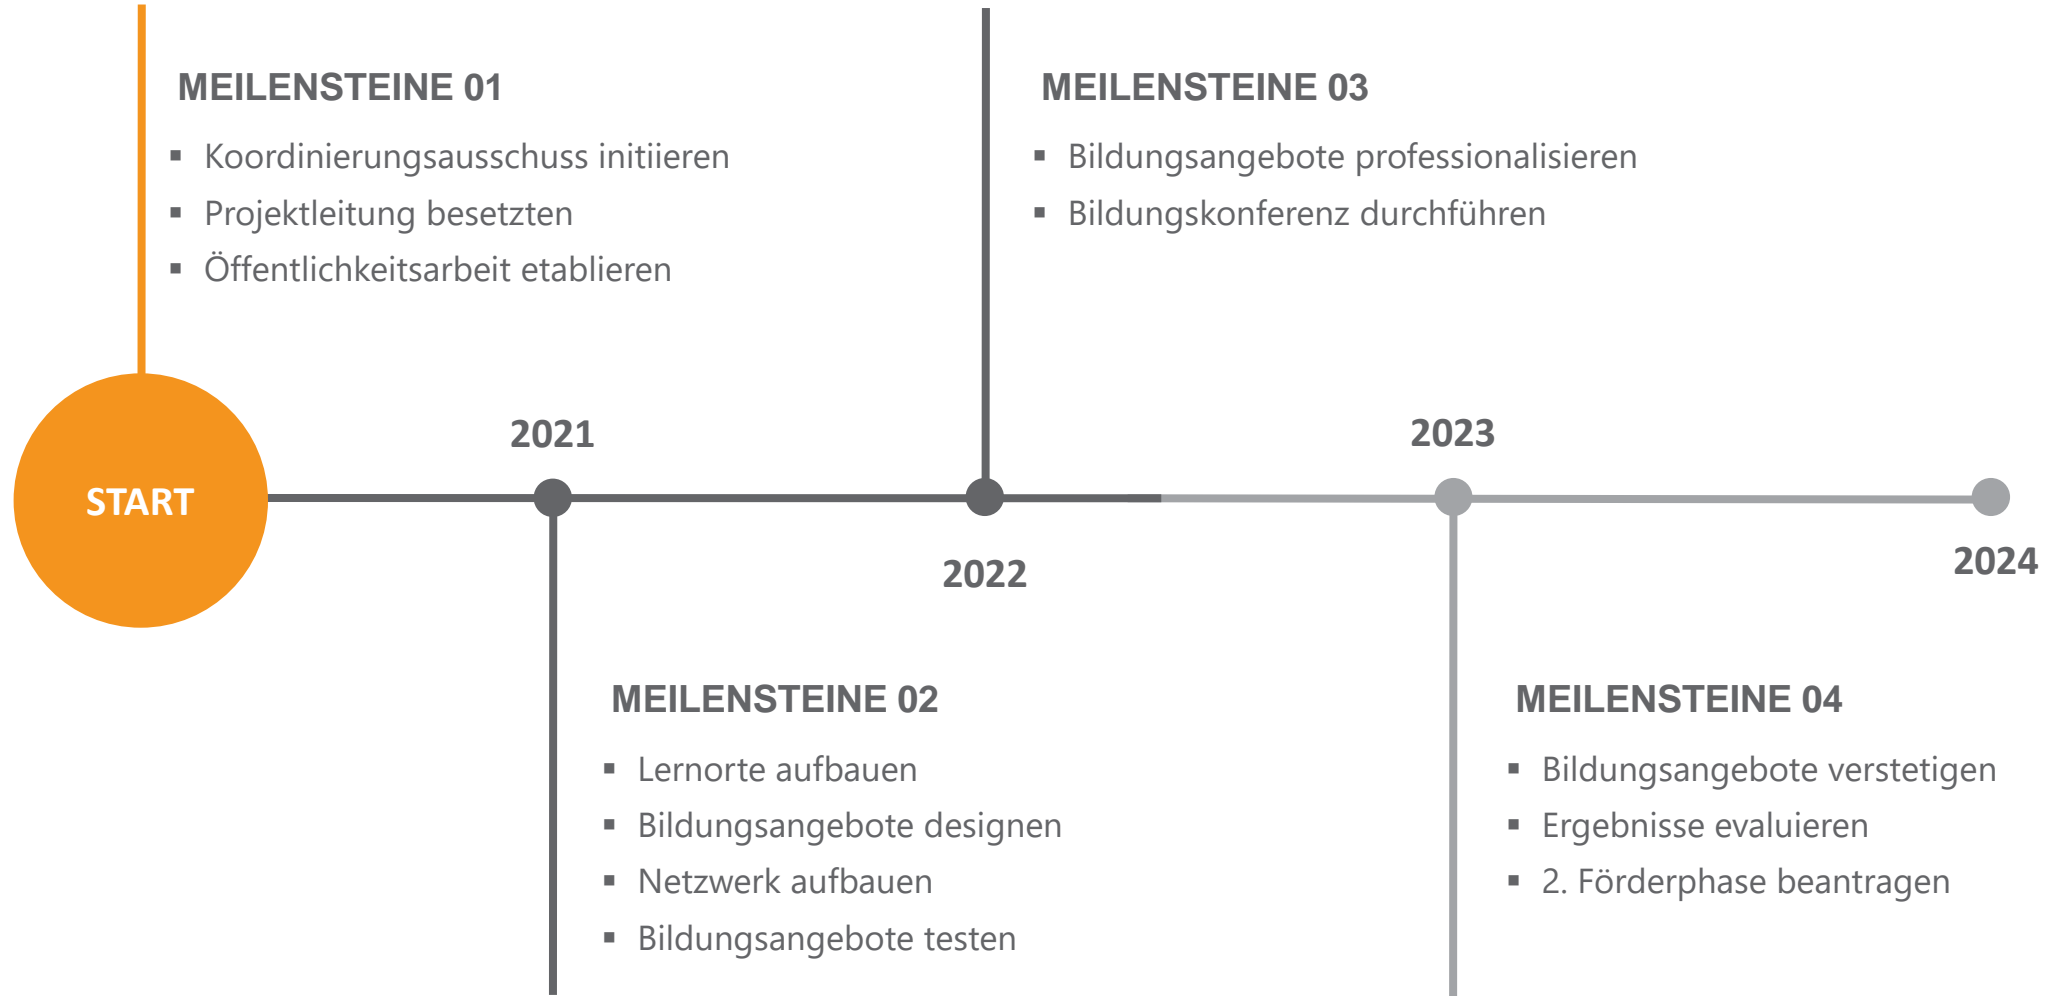 MEILENSTEINE 01
▪ Koordinierungsausschuss initiieren
▪ Projektleitung besetzten
▪ Öffentlichkeitsarbeit etablieren
MEILENSTEINE 03
▪ Bildungsangebote professionalisieren
▪ Bildungskonferenz durchführen
START
2021
2022
2023
2024
MEILENSTEINE 02
▪ Lernorte aufbauen
▪ Bildungsangebote designen
▪ Netzwerk aufbauen
▪ Bildungsangebote testen
MEILENSTEINE 04
▪ Bildungsangebote verstetigen
▪ Ergebnisse evaluieren
▪ 2. Förderphase beantragen